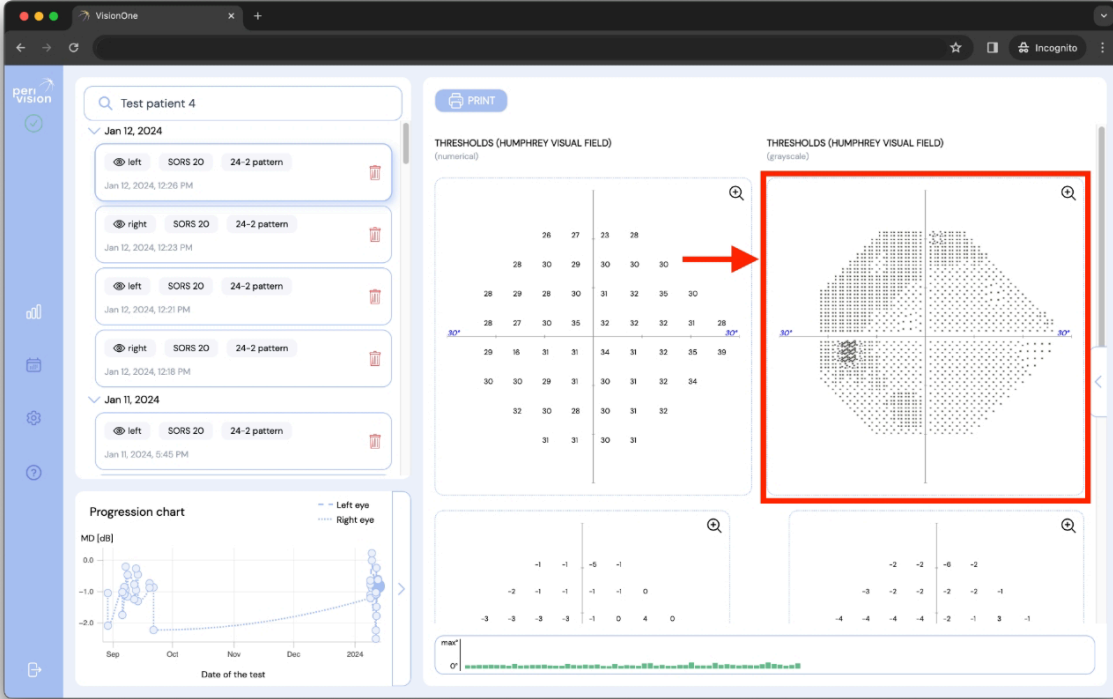 VisionOne
Incognito
peri
vision
Test patient 4
PRINT
Jan 12, 2024
left SORS 20 24-2 pattern
Jan 12, 2024, 12:26 PM
right SORS 20 24-2 pattern
Jan 12, 2024, 12:23 PM
left SORS 20 24-2 pattern
Jan 12, 2024, 12:21 PM
right SORS 20 24-2 pattern
Jan 12, 2024, 12:18 PM
Jan 11, 2024
left SORS 20 24-2 pattern
Jan 11, 2024, 5:45 PM
Progression chart
Left eye
Right eye
MD [dB]
0.0
-1.0
-2.0
Sep Oct Nov Dec 2024
Date of the test
THRESHOLDS (HUMPHREY VISUAL FIELD)
(numerical)
26 27 23 28
28 30 29 30 30 30
28 29 28 30 31 32 35 30
28 27 30 35 32 32 32 31 28
30° 30°
29 16 31 31 34 31 32 35 39
30 30 29 31 30 31 32 34
32 30 28 30 31 32
31 31 30 31
THRESHOLDS (HUMPHREY VISUAL FIELD)
(grayscale)
30° 30°
-1 -1 -5 -1
-2 -1 -1 -1 -1 0
-3 -3 -3 -3 -1 0 4 0
-2 -2 -6 -2
-3 -2 -2 -2 -2 -1
-4 -4 -4 -4 -2 -1 3 -1
max°
0°